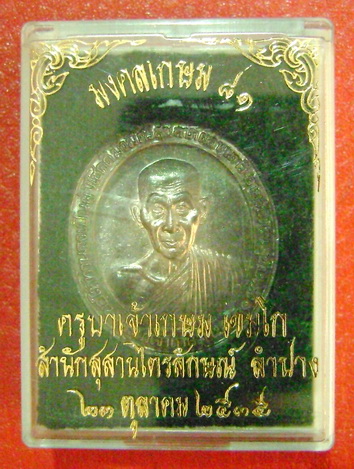 มงคลเกษม ๘๑
ครูบาเจ้าเกษม เขมโก
สำนักสุสานไตรลักษณ์ ลำปาง
๒๓ ตุลาคม ๒๕๓๕